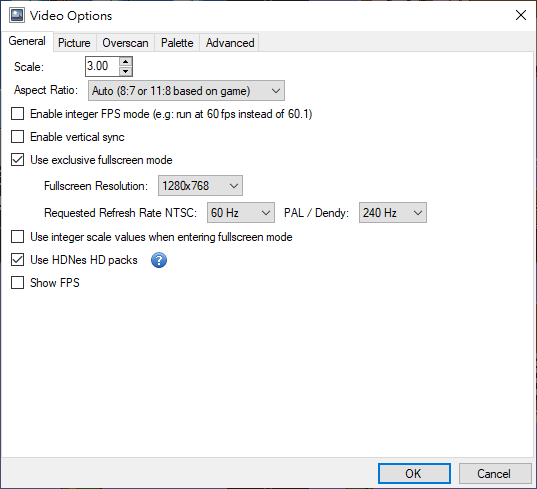 Video Options
General Picture Overscan Palette Advanced
Scale: 3.00
Aspect Ratio: Auto (8:7 or 11:8 based on game)
Enable integer FPS mode (e.g: run at 60 fps instead of 60.1)
Enable vertical sync
Use exclusive fullscreen mode
Fullscreen Resolution: 1280x768
Requested Refresh Rate NTSC: 60 Hz PAL / Dendy: 240 Hz
Use integer scale values when entering fullscreen mode
Use HDNes HD packs ?
Show FPS
OK Cancel